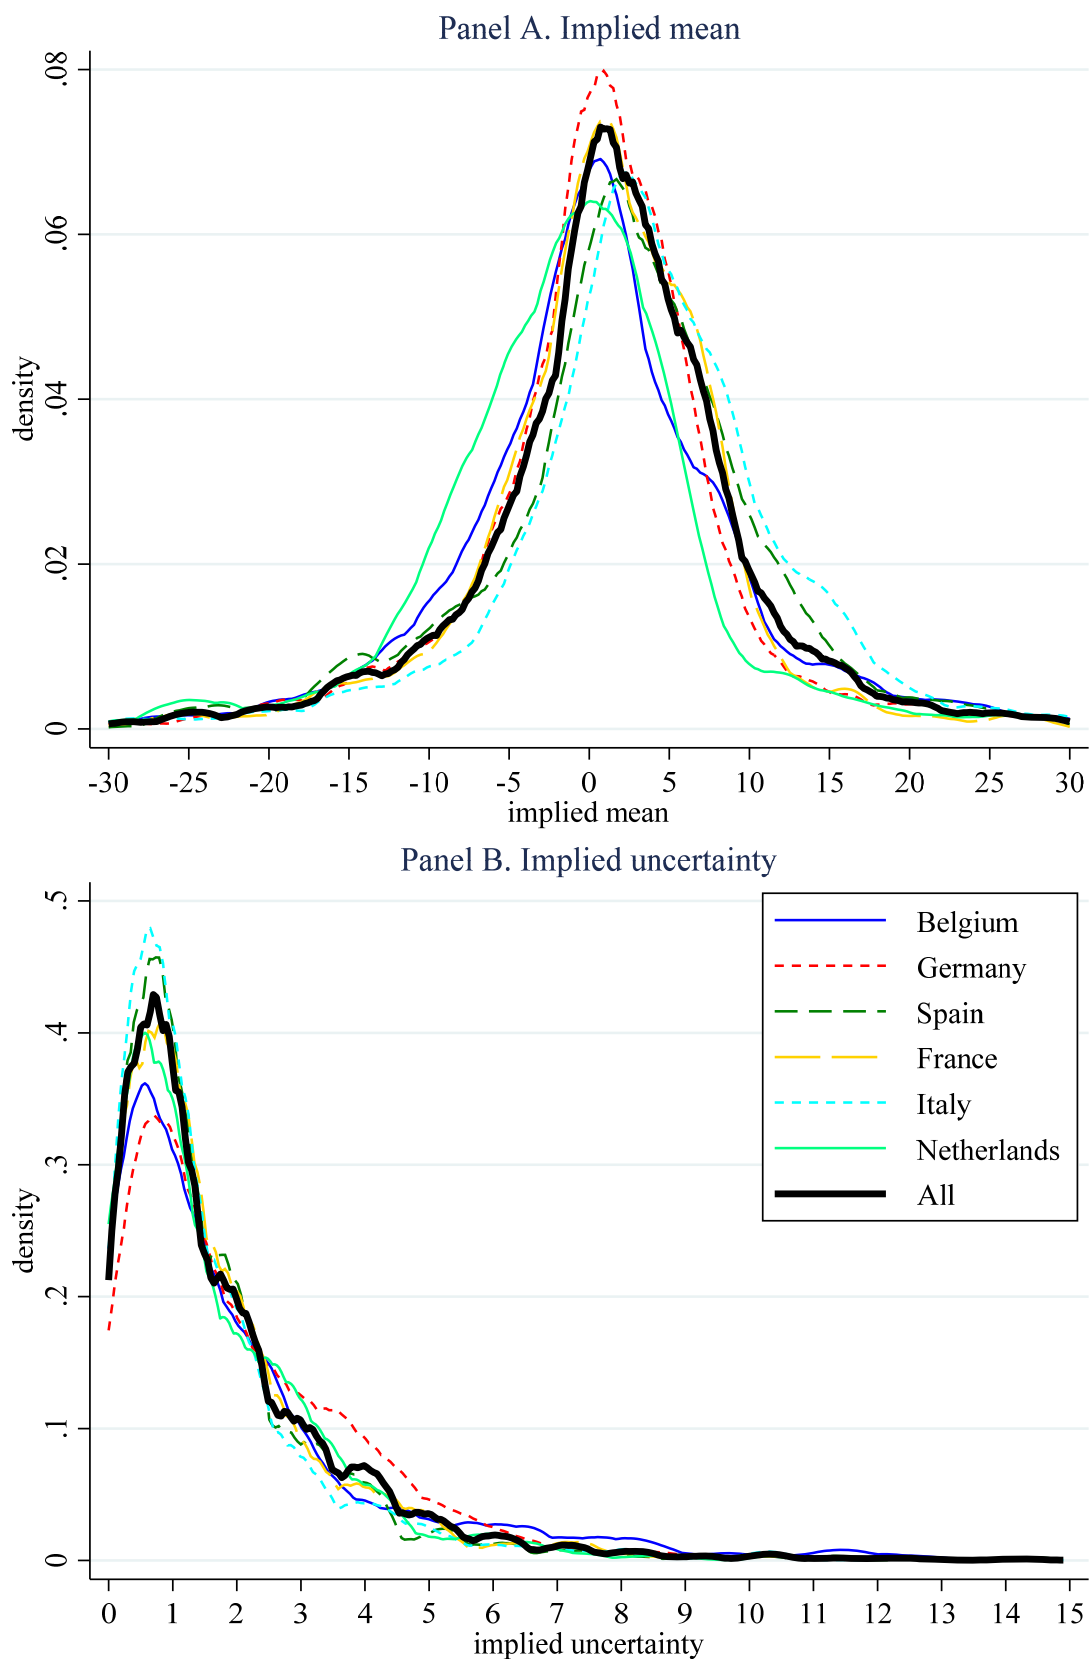 Panel A. Implied mean
density
.08
.06
.04
.02
0
-30 -25 -20 -15 -10 -5 0 5 10 15 20 25 30
implied mean
Panel B. Implied uncertainty
density
.5
.4
.3
.2
.1
0
Belgium
Germany
Spain
France
Italy
Netherlands
All
0 1 2 3 4 5 6 7 8 9 10 11 12 13 14 15
implied uncertainty